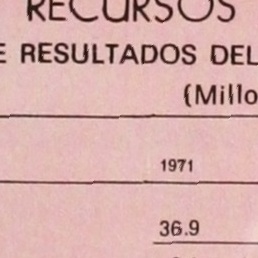 RECURSOS
E RESULTADOS DEL
(Millo
1971
36.9